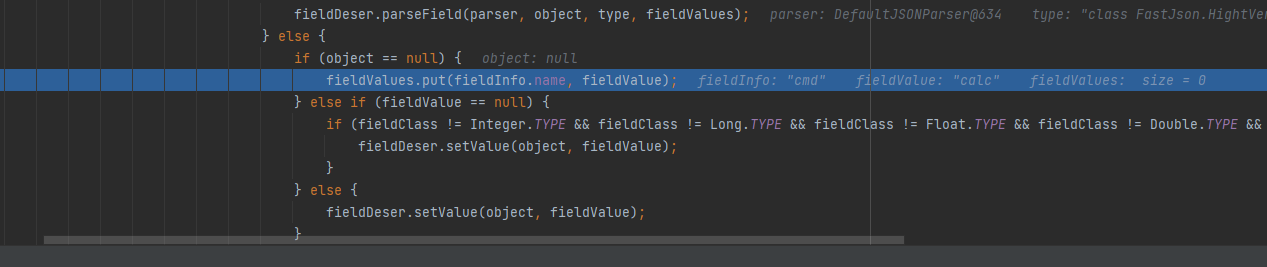 fieldDeser.parseField(parser, object, type, fieldValues); parser: DefaultJSONParser@634 type: "class FastJson.HightVer
} else {
if (object == null) { object: null
fieldValues.put(fieldInfo.name, fieldValue); fieldInfo: "cmd" fieldValue: "calc" fieldValues: size = 0
} else if (fieldValue == null) {
if (fieldClass != Integer.TYPE && fieldClass != Long.TYPE && fieldClass != Float.TYPE && fieldClass != Double.TYPE &&
fieldDeser.setValue(object, fieldValue);
}
} else {
fieldDeser.setValue(object, fieldValue);
}